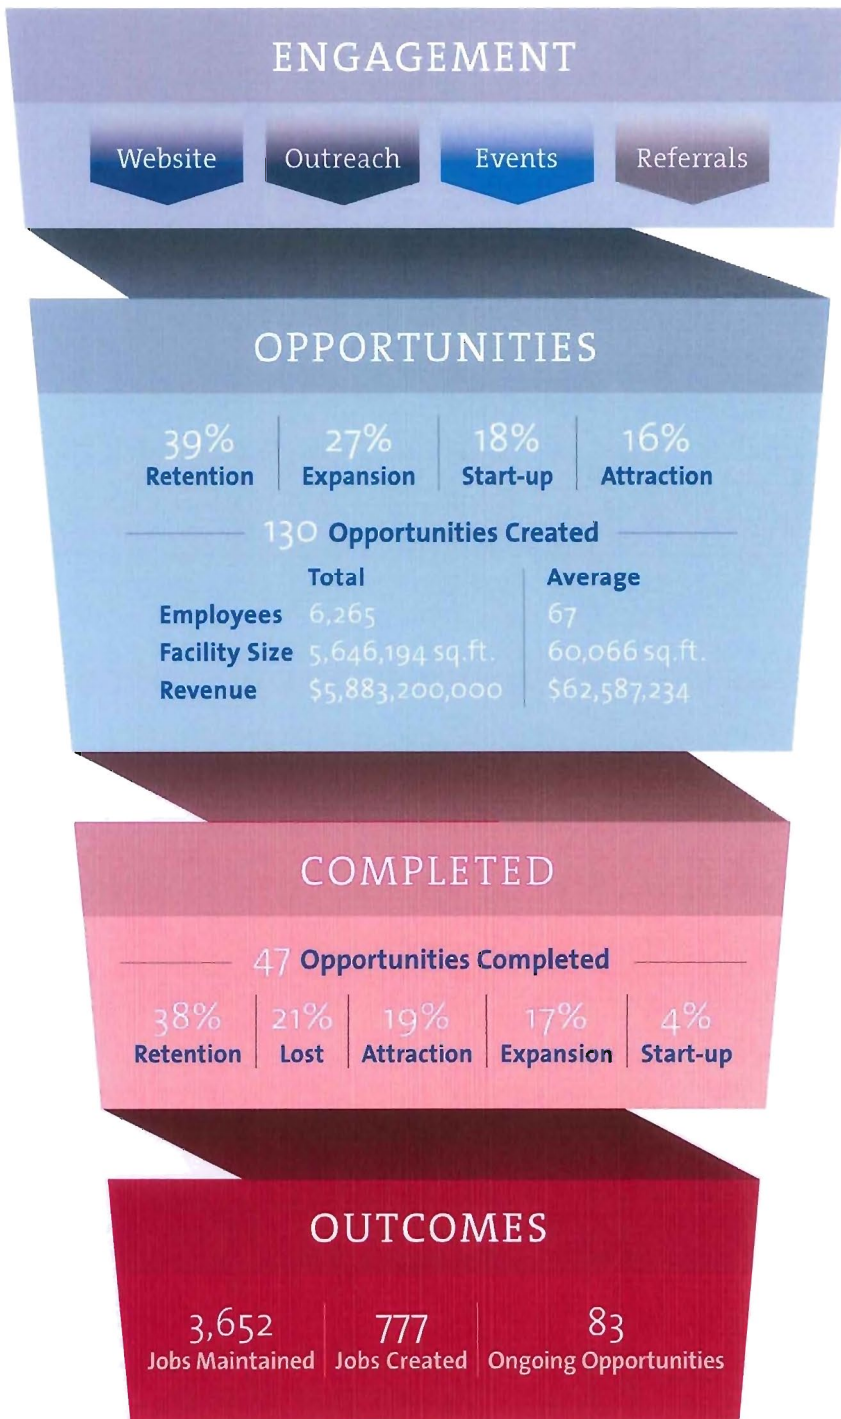 ENGAGEMENT
Website Outreach Events Referrals
OPPORTUNITIES
39% 27% 18% 16%
Retention Expansion Start-up Attraction
130 Opportunities Created
Total Average
Employees 6,265 67
Facility Size 5,646,194 sq.ft. 60,066 sq.ft.
Revenue $5,883,200,000 $62,587,234
COMPLETED
47 Opportunities Completed
38% 21% 19% 17% 4%
Retention Lost Attraction Expansion Start-up
OUTCOMES
3,652 777 83
Jobs Maintained Jobs Created Ongoing Opportunities